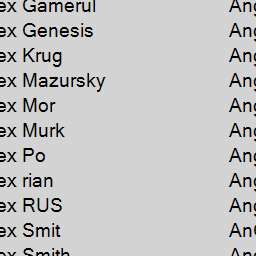 ex Gamerul Ang
ex Genesis Ang
ex Krug Ang
ex Mazursky Ang
ex Mor Ang
ex Murk Ang
ex Po Ang
ex rian Ang
ex RUS Ang
ex Smit An
ex Smith Ang